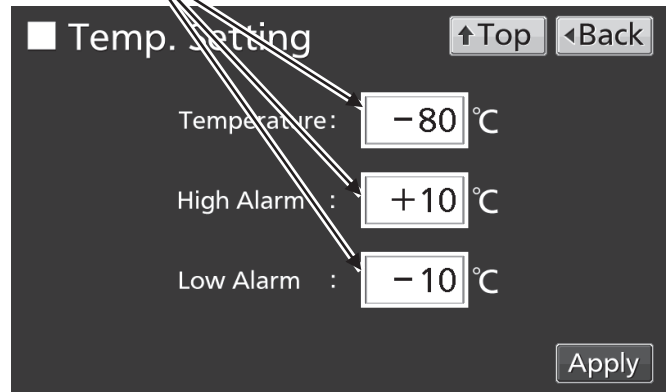 Temp. Setting
↑Top
◂Back
Temperature: −80 ℃
High Alarm : +10 ℃
Low Alarm : −10 ℃
Apply